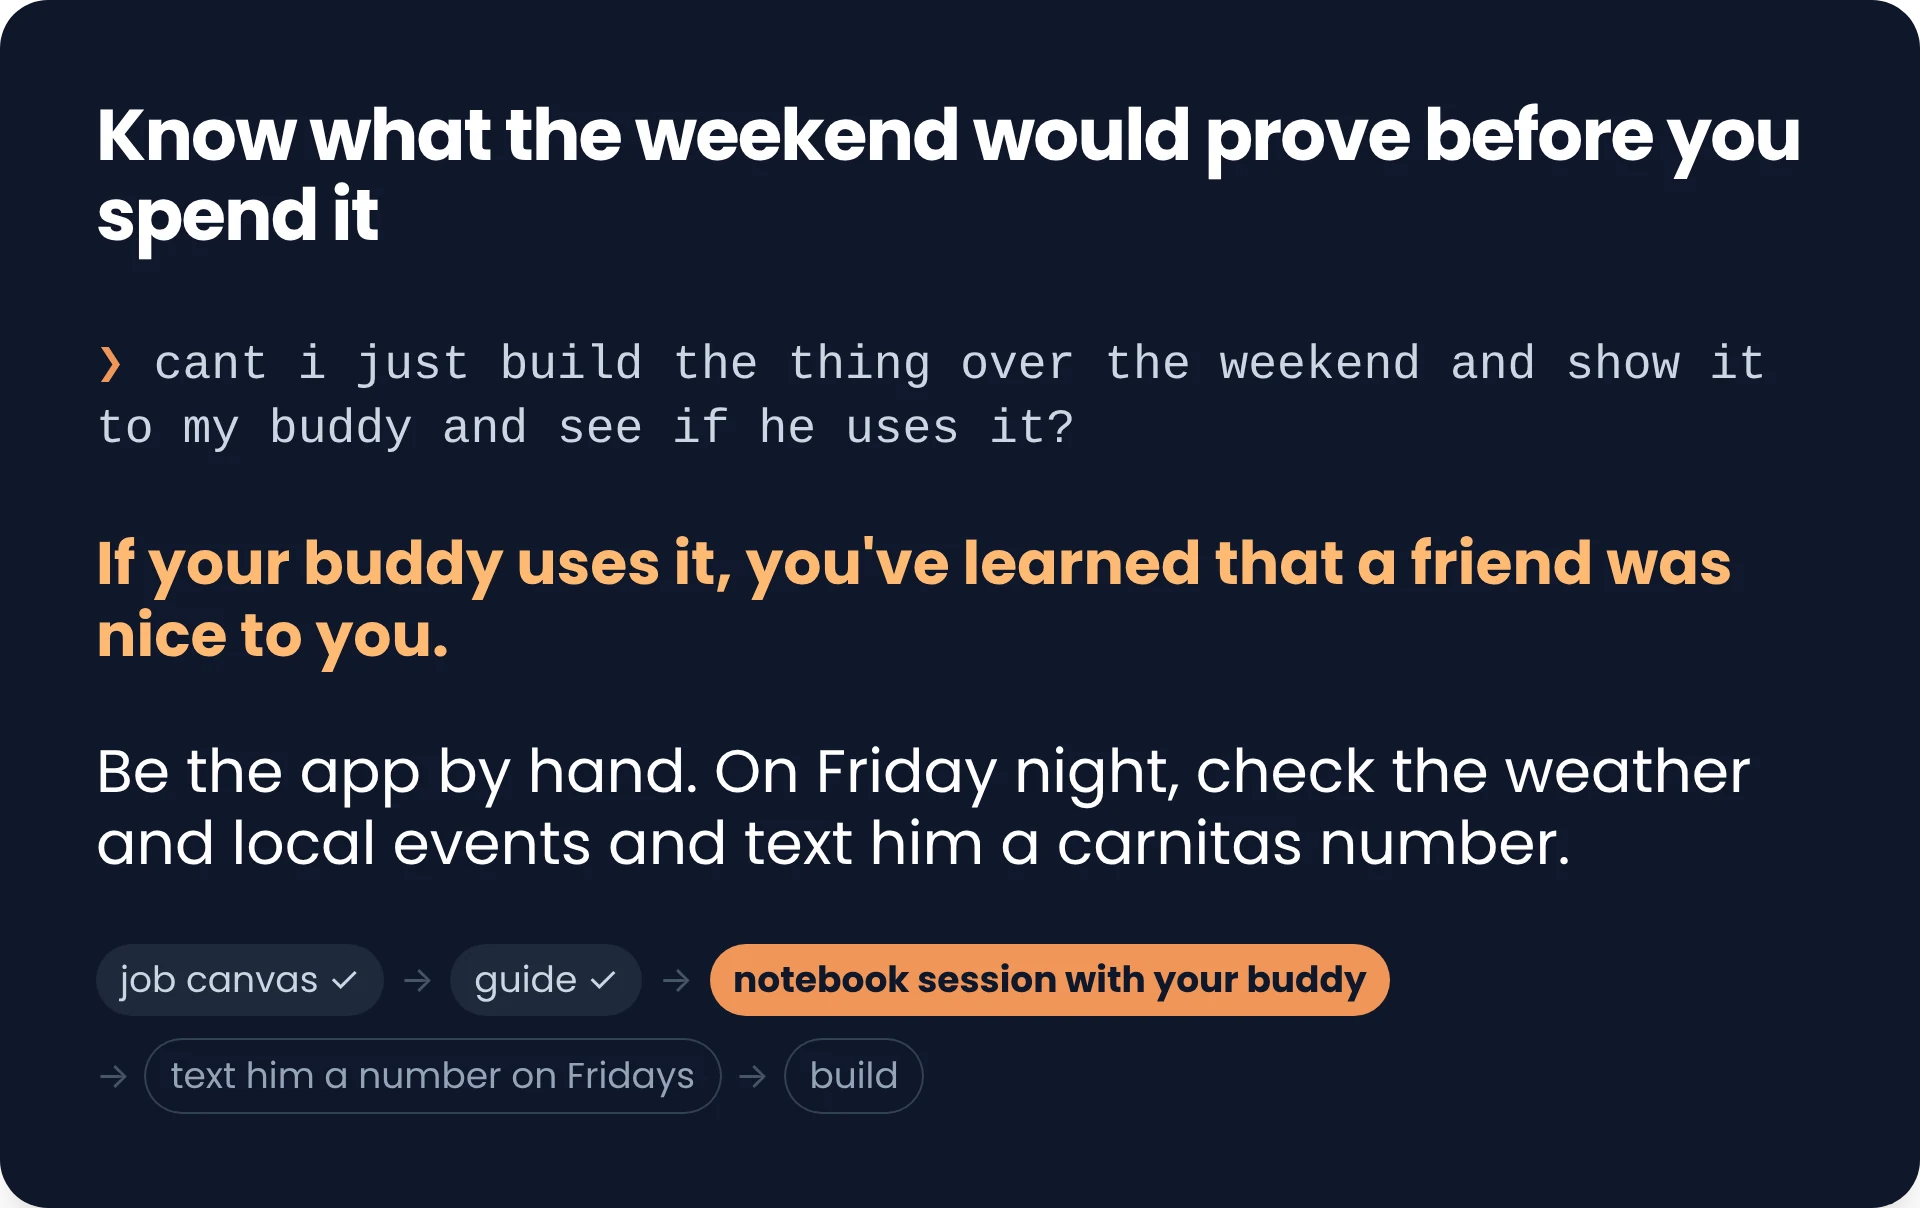 Know what the weekend would prove before you
spend it
❯ cant i just build the thing over the weekend and show it
to my buddy and see if he uses it?
If your buddy uses it, you've learned that a friend was
nice to you.
Be the app by hand. On Friday night, check the weather
and local events and text him a carnitas number.
job canvas ✓ → guide ✓ → notebook session with your buddy
→ text him a number on Fridays → build